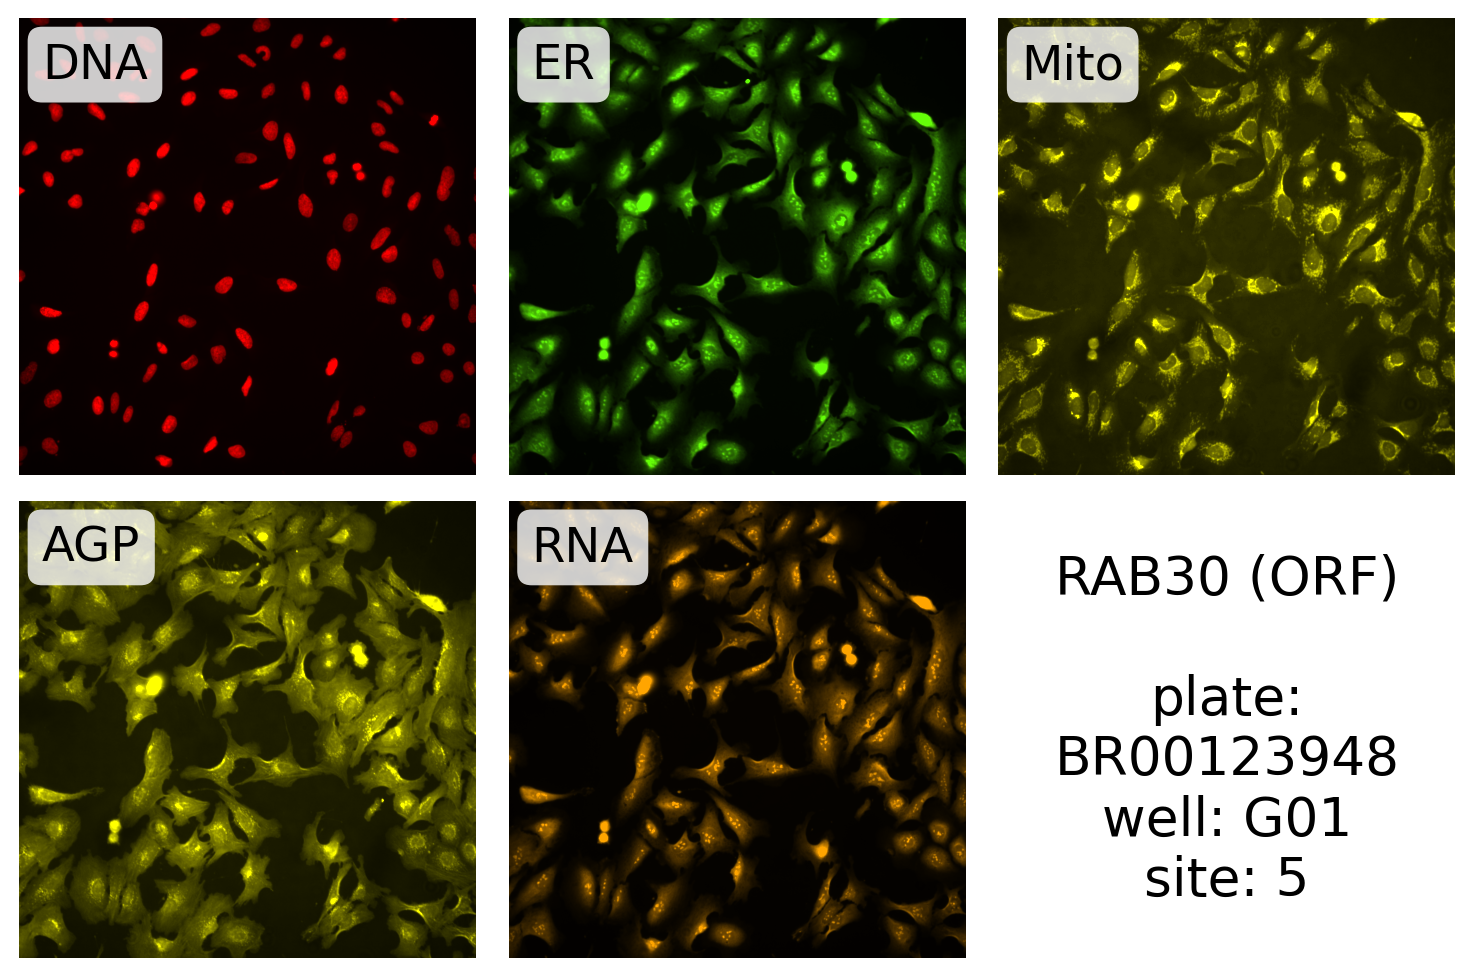 DNA
ER
Mito
AGP
RNA
RAB30 (ORF)
plate:
BR00123948
well: G01
site: 5